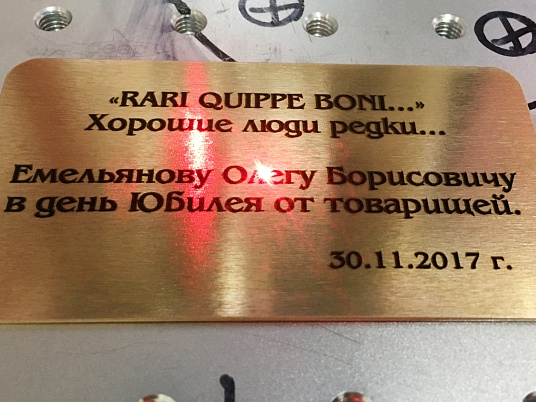 «RARI QUIPPE BONI...»
Хорошие люди редки...
Емельянову Олегу Борисовичу
в день Юбилея от товарищей.
30.11.2017 г.